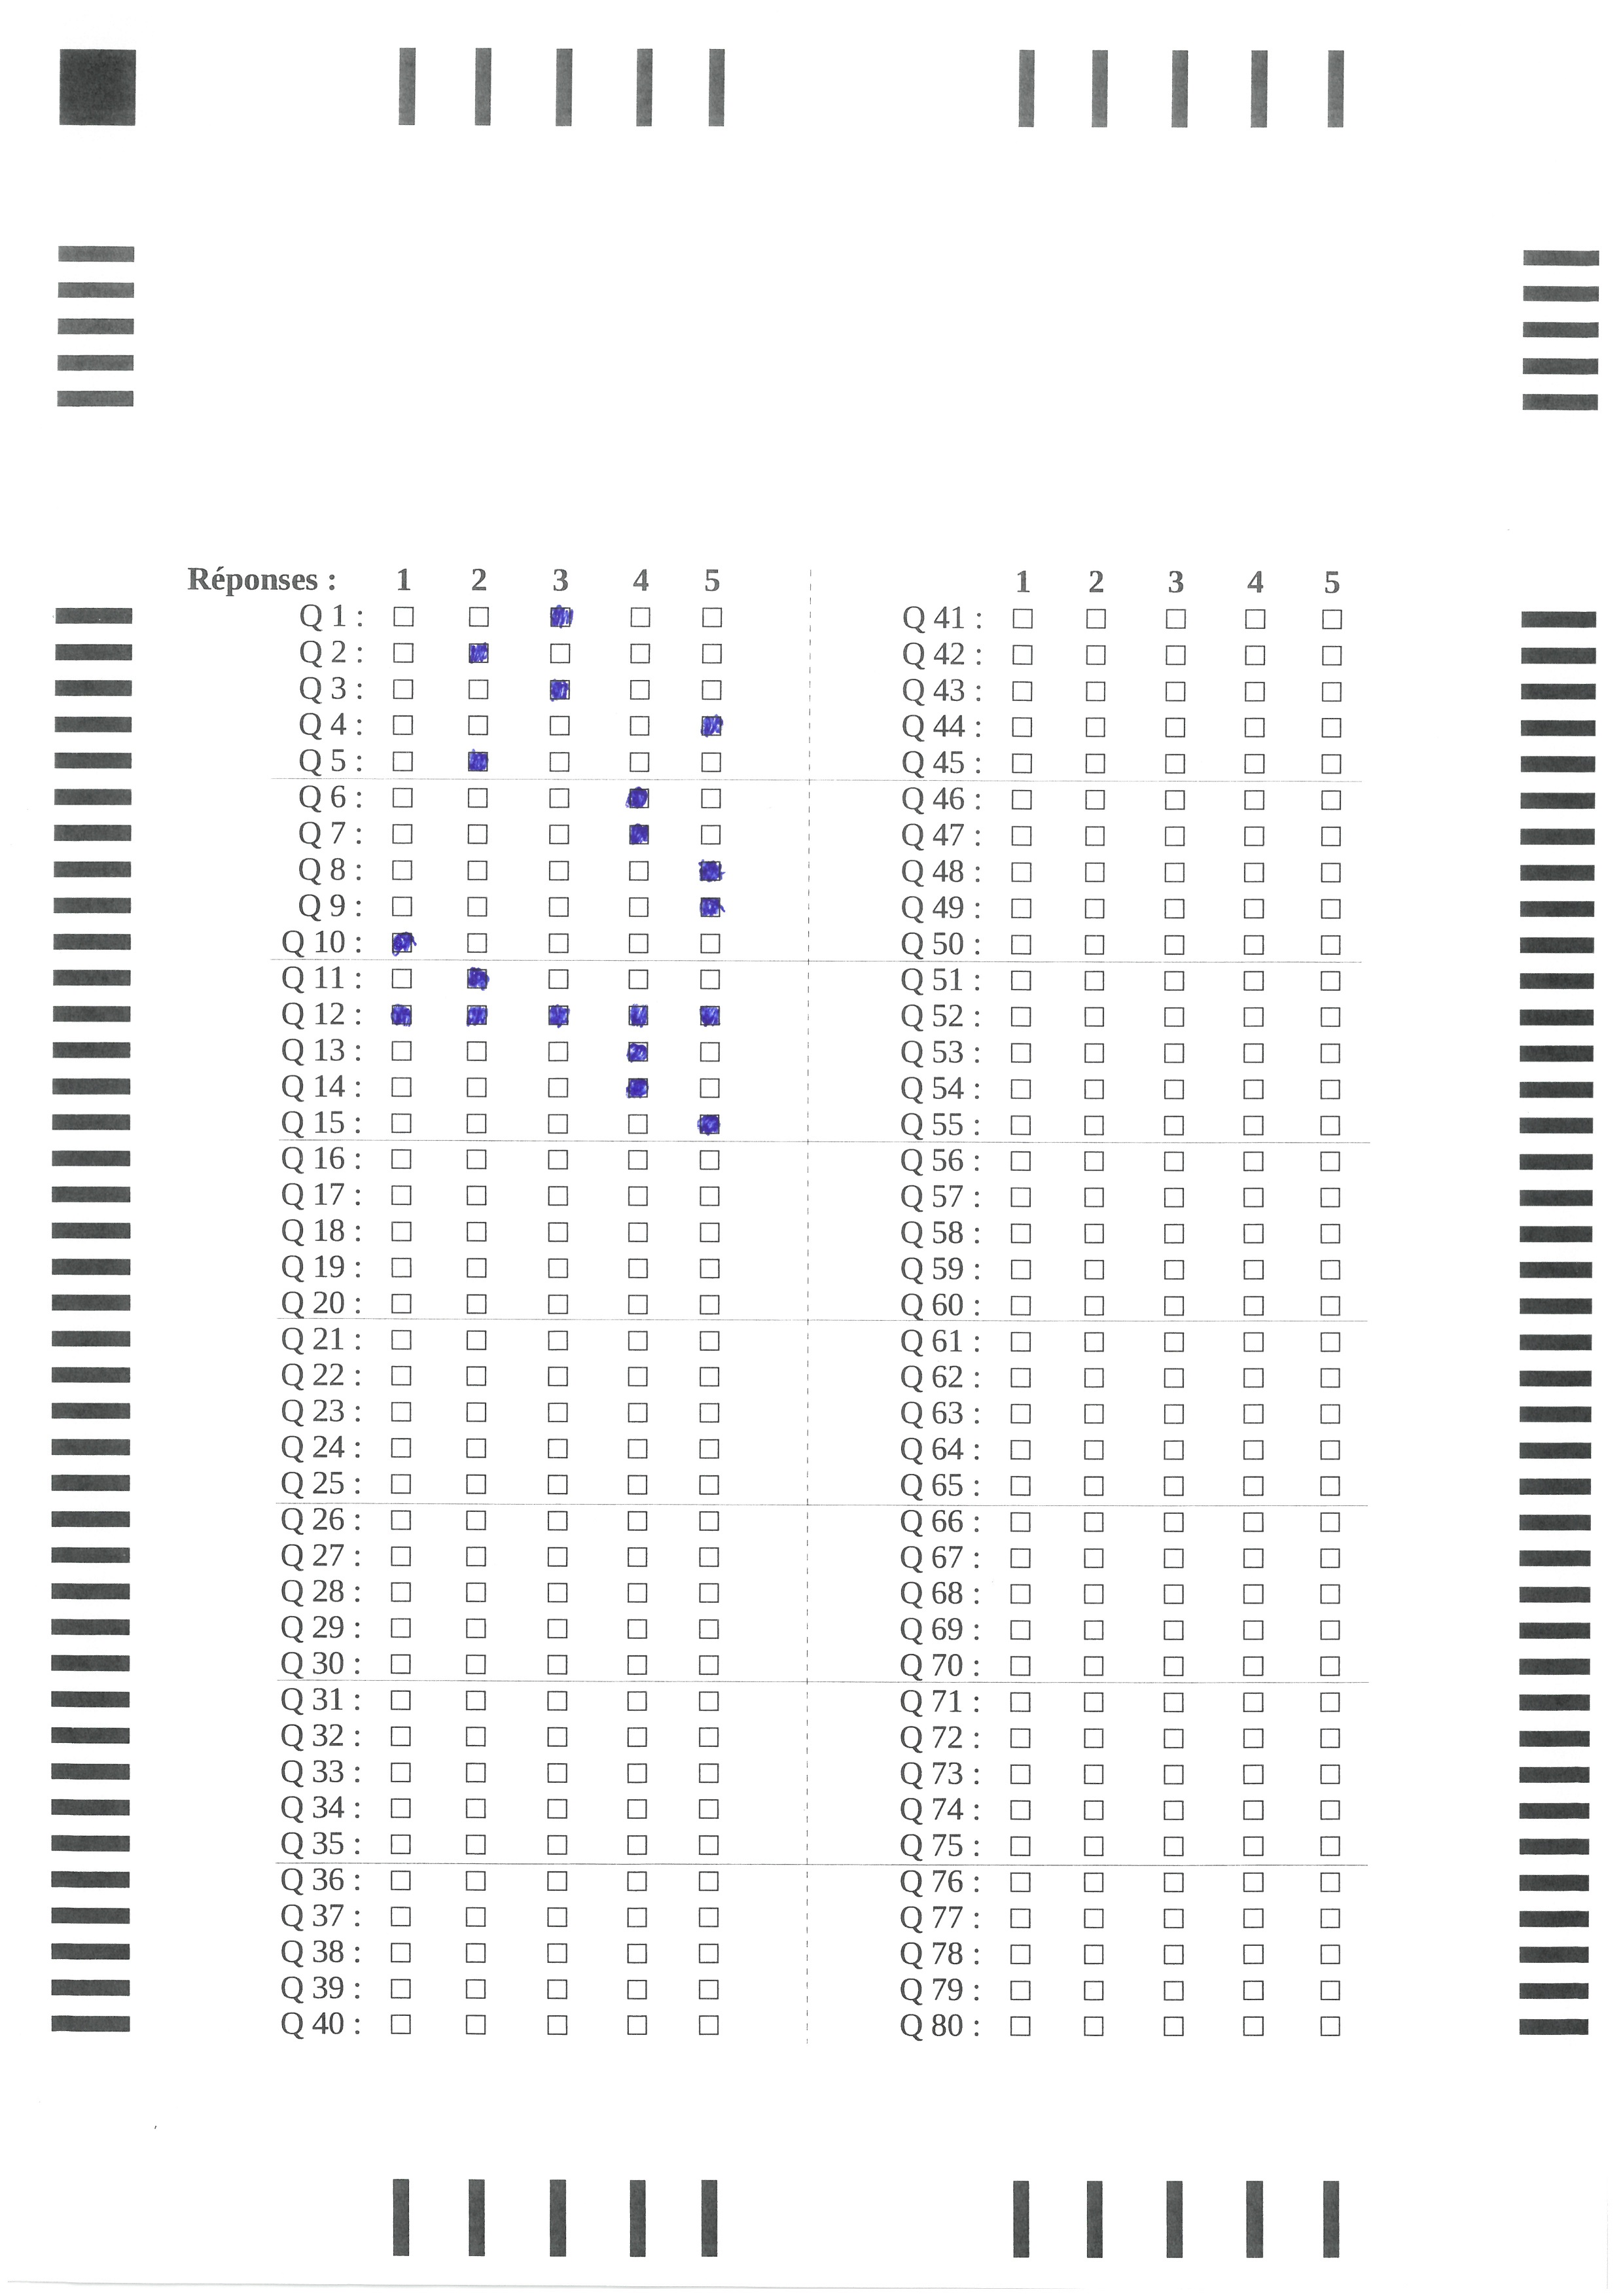 Réponses : 1 2 3 4 5
Q 1 :
Q 2 :
Q 3 :
Q 4 :
Q 5 :
Q 6 :
Q 7 :
Q 8 :
Q 9 :
Q 10 :
Q 11 :
Q 12 :
Q 13 :
Q 14 :
Q 15 :
Q 16 :
Q 17 :
Q 18 :
Q 19 :
Q 20 :
Q 21 :
Q 22 :
Q 23 :
Q 24 :
Q 25 :
Q 26 :
Q 27 :
Q 28 :
Q 29 :
Q 30 :
Q 31 :
Q 32 :
Q 33 :
Q 34 :
Q 35 :
Q 36 :
Q 37 :
Q 38 :
Q 39 :
Q 40 :
1 2 3 4 5
Q 41 :
Q 42 :
Q 43 :
Q 44 :
Q 45 :
Q 46 :
Q 47 :
Q 48 :
Q 49 :
Q 50 :
Q 51 :
Q 52 :
Q 53 :
Q 54 :
Q 55 :
Q 56 :
Q 57 :
Q 58 :
Q 59 :
Q 60 :
Q 61 :
Q 62 :
Q 63 :
Q 64 :
Q 65 :
Q 66 :
Q 67 :
Q 68 :
Q 69 :
Q 70 :
Q 71 :
Q 72 :
Q 73 :
Q 74 :
Q 75 :
Q 76 :
Q 77 :
Q 78 :
Q 79 :
Q 80 :